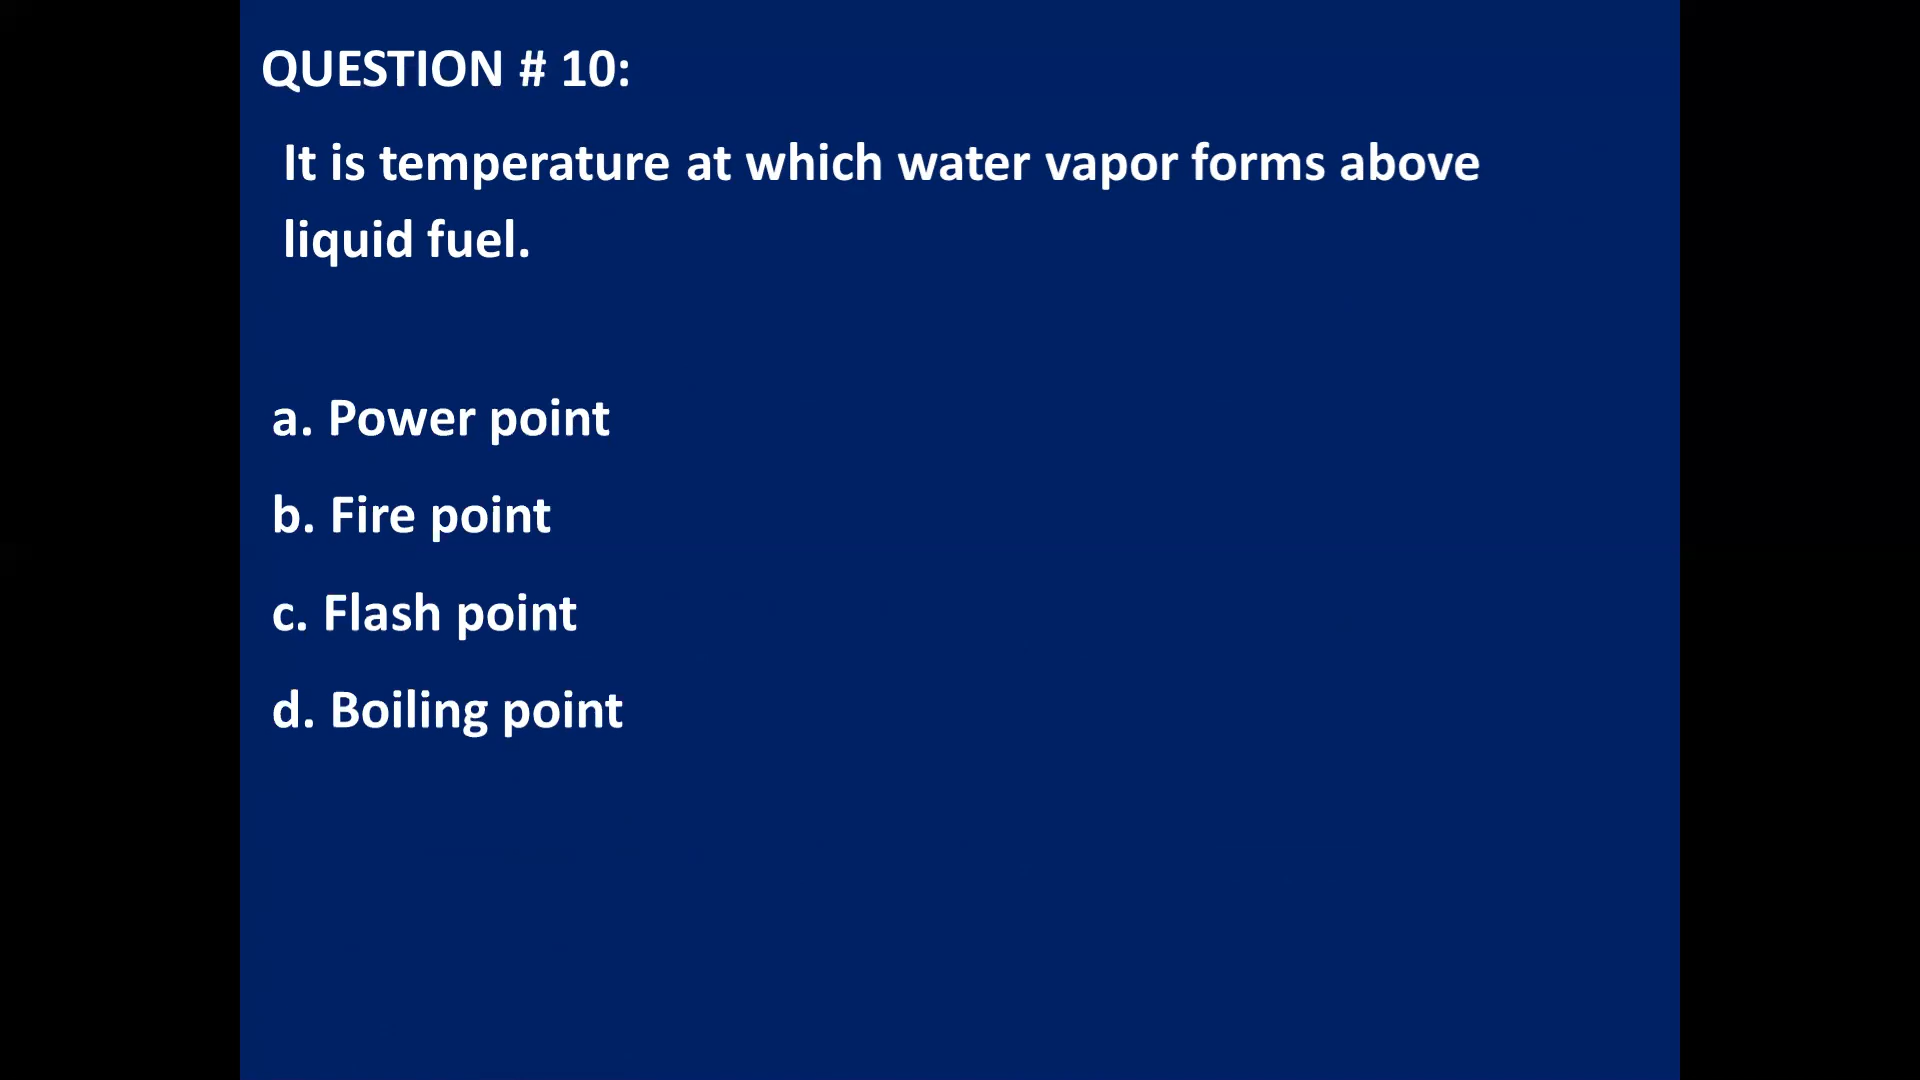 QUESTION # 10:
It is temperature at which water vapor forms above
liquid fuel.
a. Power point
b. Fire point
c. Flash point
d. Boiling point